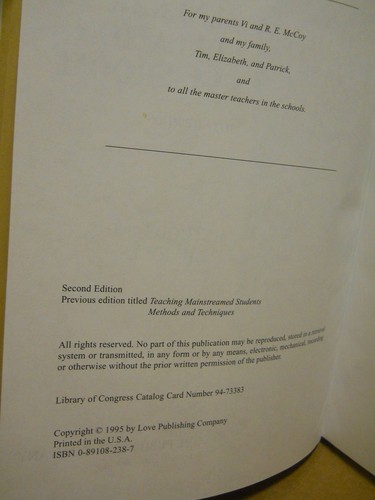 For my parents Vi and R. E. McCoy
and my family,
Tim, Elizabeth, and Patrick,
and
to all the master teachers in the schools.
Second Edition
Previous edition titled Teaching Mainstreamed Students
Methods and Techniques
All rights reserved. No part of this publication may be reproduced, stored in a retrieval
system or transmitted, in any form or by any means, electronic, mechanical, recording
or otherwise without the prior written permission of the publisher.
Library of Congress Catalog Card Number 94-73383
Copyright © 1995 by Love Publishing Company
Printed in the U.S.A.
ISBN 0-89108-238-7